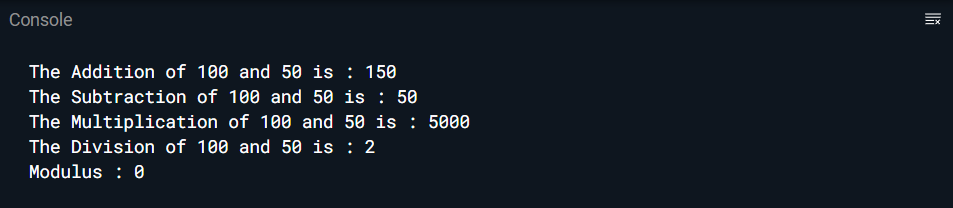 Console
The Addition of 100 and 50 is : 150
The Subtraction of 100 and 50 is : 50
The Multiplication of 100 and 50 is : 5000
The Division of 100 and 50 is : 2
Modulus : 0